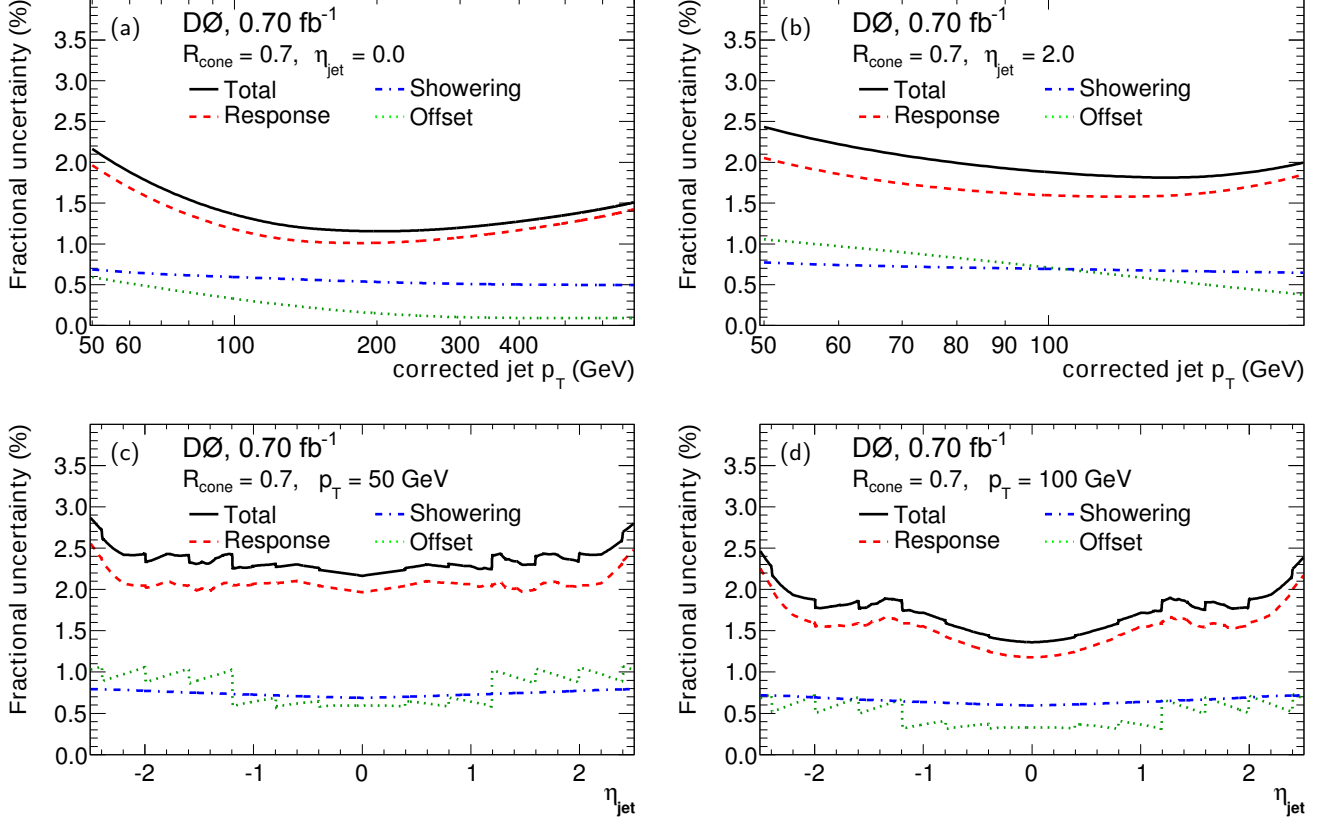 Fractional uncertainty (%)
3.5
3.0
2.5
2.0
1.5
1.0
0.5
0.0
(a)
DØ, 0.70 fb⁻¹
R_cone = 0.7, η_jet = 0.0
Total
Response
Showering
Offset
50 60 100 200 300 400
corrected jet p_T (GeV)
Fractional uncertainty (%)
3.5
3.0
2.5
2.0
1.5
1.0
0.5
0.0
(b)
DØ, 0.70 fb⁻¹
R_cone = 0.7, η_jet = 2.0
Total
Response
Showering
Offset
50 60 70 80 90 100
corrected jet p_T (GeV)
Fractional uncertainty (%)
3.5
3.0
2.5
2.0
1.5
1.0
0.5
0.0
(c)
DØ, 0.70 fb⁻¹
R_cone = 0.7, p_T = 50 GeV
Total
Response
Showering
Offset
-2 -1 0 1 2
η_jet
Fractional uncertainty (%)
3.5
3.0
2.5
2.0
1.5
1.0
0.5
0.0
(d)
DØ, 0.70 fb⁻¹
R_cone = 0.7, p_T = 100 GeV
Total
Response
Showering
Offset
-2 -1 0 1 2
η_jet